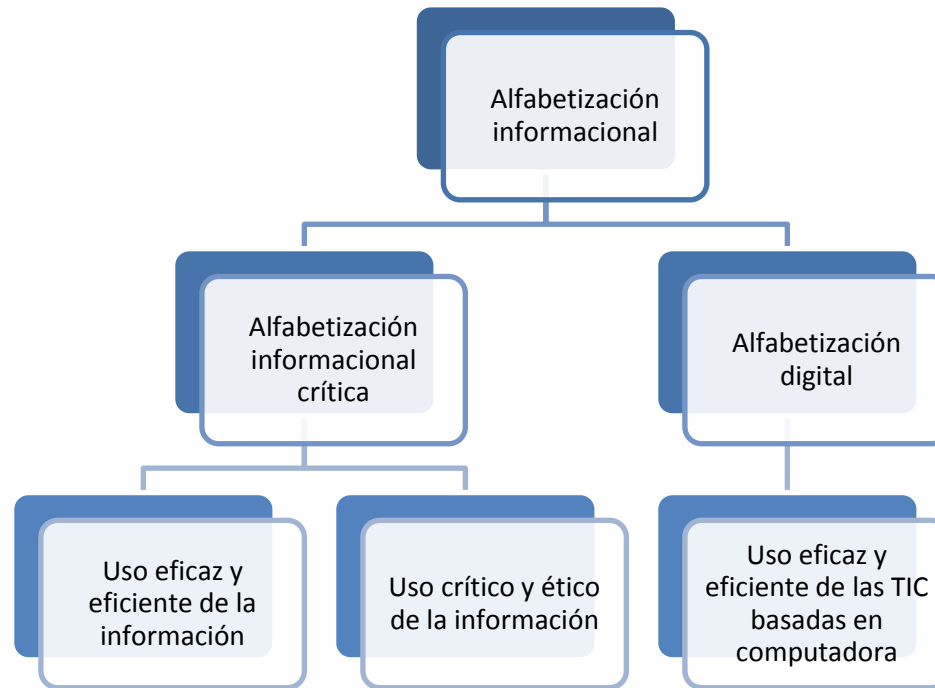 Alfabetización
informacional
Alfabetización
informacional
crítica
Alfabetización
digital
Uso eficaz y
eficiente de la
información
Uso crítico y ético
de la información
Uso eficaz y
eficiente de las TIC
basadas en
computadora